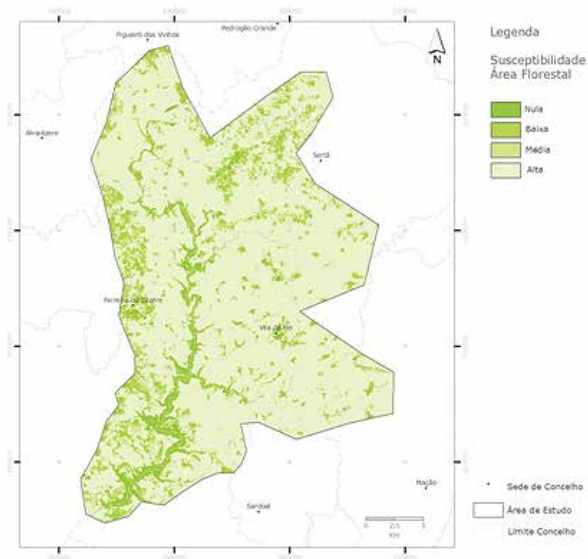 Pedrogão Grande
Figueiró dos Vinhos
N
Alvaiázere
Sertã
Ferreira do Zêzere
Vila de Rei
Mação
Sardoal
0 2,5 5
Km
Legenda
Susceptibilidade
Área Florestal
Nula
Baixa
Média
Alta
Sede de Concelho
Área de Estudo
Limite Concelho